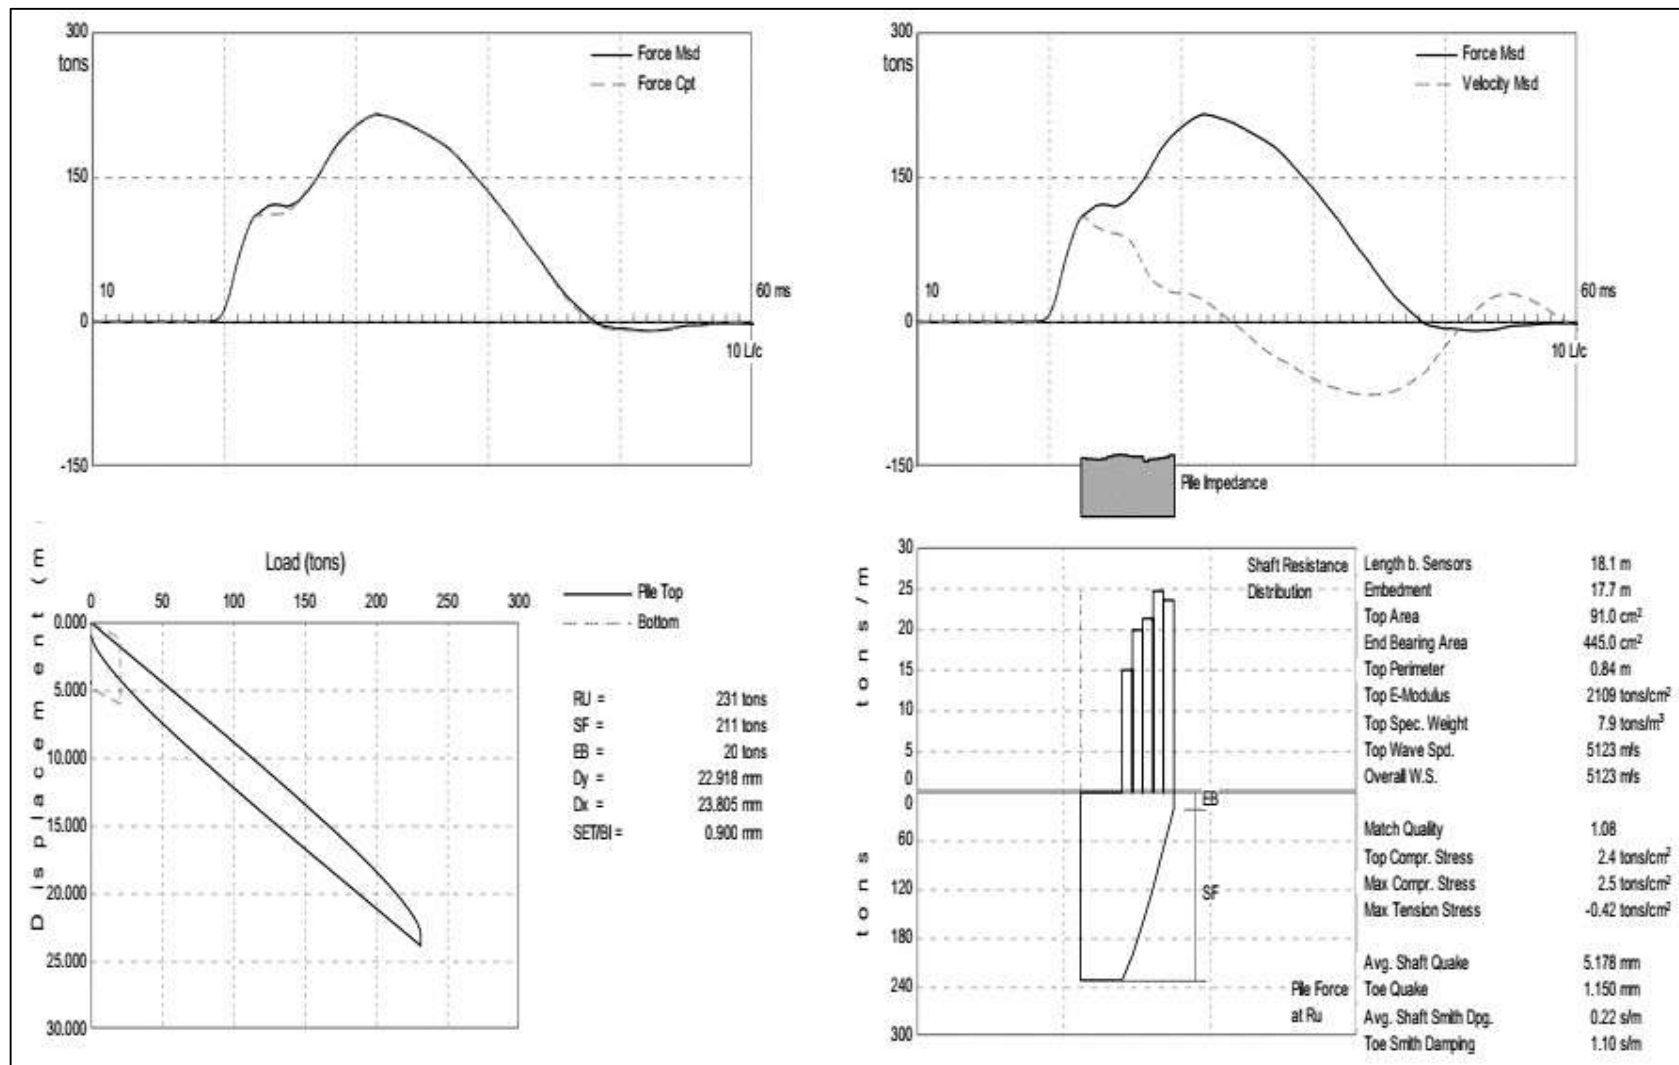 300
tons
150
0
-150
10
60 ms
10 L/c
Force Msd
Force Cpt
300
tons
150
0
-150
10
60 ms
10 L/c
Force Msd
Velocity Msd
Pile Impedance
Displacement (m
Load (tons)
0 50 100 150 200 250 300
0.000
5.000
10.000
15.000
20.000
25.000
30.000
Pile Top
Bottom
RU = 231 tons
SF = 211 tons
EB = 20 tons
Dy = 22.918 mm
Dx = 23.805 mm
SET/Bl = 0.900 mm
tons/m
30
25
20
15
10
5
0
Shaft Resistance
Distribution
tons
0
60
120
180
240
300
EB
SF
Pile Force
at Ru
Length b. Sensors 18.1 m
Embedment 17.7 m
Top Area 91.0 cm²
End Bearing Area 445.0 cm²
Top Perimeter 0.84 m
Top E-Modulus 2109 tons/cm²
Top Spec. Weight 7.9 tons/m³
Top Wave Spd. 5123 m/s
Overall W.S. 5123 m/s
Match Quality 1.08
Top Compr. Stress 2.4 tons/cm²
Max Compr. Stress 2.5 tons/cm²
Max Tension Stress -0.42 tons/cm²
Avg. Shaft Quake 5.178 mm
Toe Quake 1.150 mm
Avg. Shaft Smith Dpg. 0.22 s/m
Toe Smith Damping 1.10 s/m